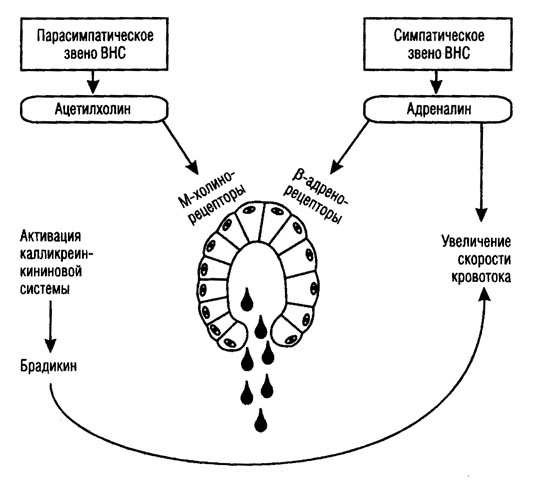 Парасимпатическое
звено ВНС
Симпатическое
звено ВНС
Ацетилхолин
Адреналин
М-холино-
рецепторы
β-адрено-
рецепторы
Активация
калликреин-
кининовой
системы
Увеличение
скорости
кровотока
Брадикин